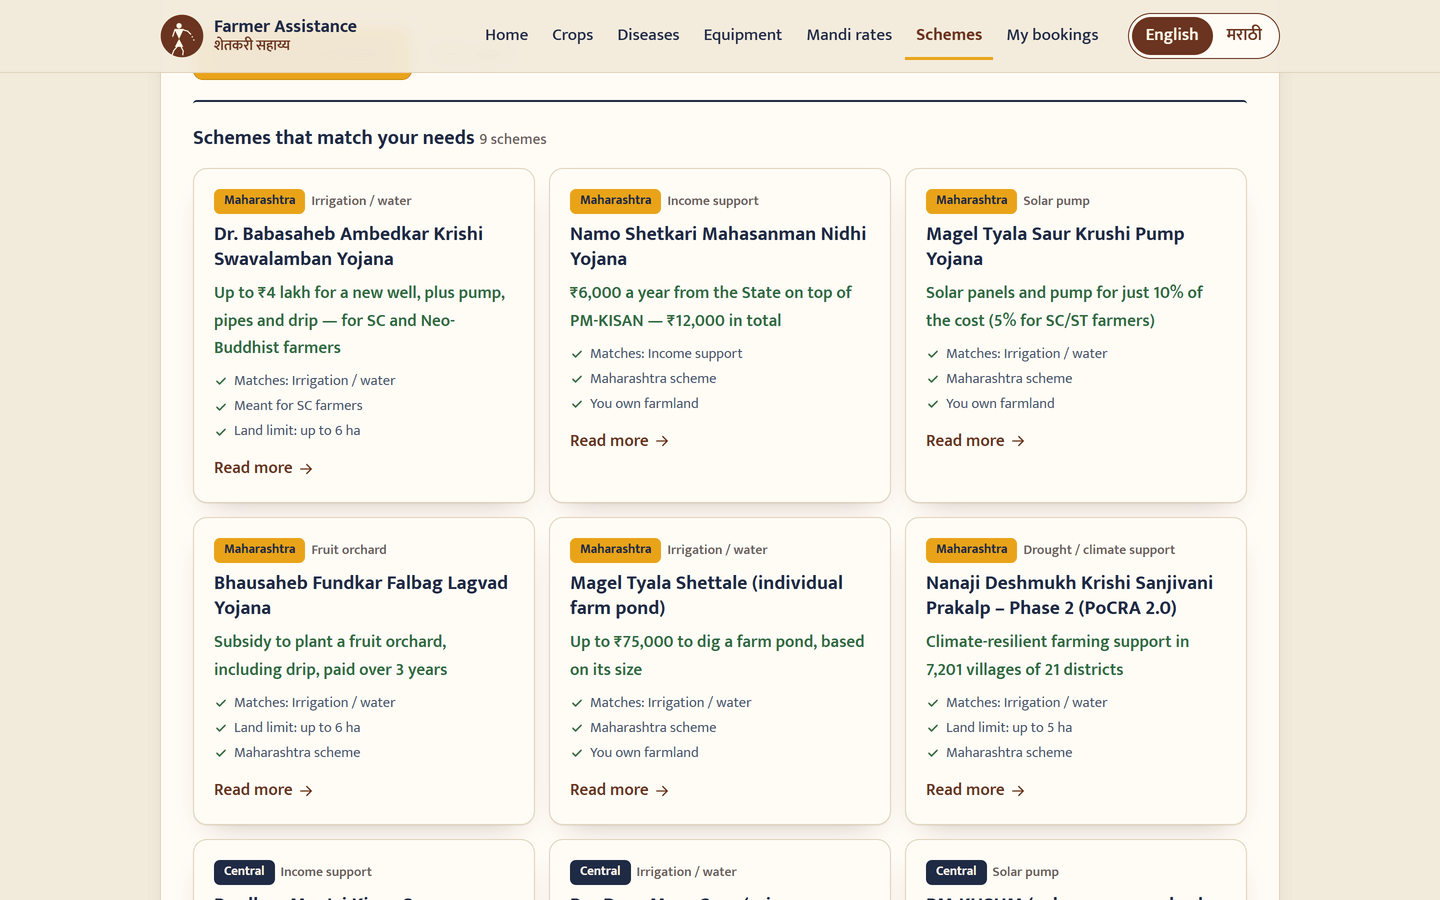 Farmer Assistance
शेतकरी सहाय्य
Home Crops Diseases Equipment Mandi rates Schemes My bookings English मराठी
Schemes that match your needs 9 schemes
Maharashtra Irrigation / water
Dr. Babasaheb Ambedkar Krishi
Swavalamban Yojana
Up to ₹4 lakh for a new well, plus pump,
pipes and drip — for SC and Neo-
Buddhist farmers
Matches: Irrigation / water
Meant for SC farmers
Land limit: up to 6 ha
Read more →
Maharashtra Income support
Namo Shetkari Mahasanman Nidhi
Yojana
₹6,000 a year from the State on top of
PM-KISAN — ₹12,000 in total
Matches: Income support
Maharashtra scheme
You own farmland
Read more →
Maharashtra Solar pump
Magel Tyala Saur Krushi Pump
Yojana
Solar panels and pump for just 10% of
the cost (5% for SC/ST farmers)
Matches: Irrigation / water
Maharashtra scheme
You own farmland
Read more →
Maharashtra Fruit orchard
Bhausaheb Fundkar Falbag Lagvad
Yojana
Subsidy to plant a fruit orchard,
including drip, paid over 3 years
Matches: Irrigation / water
Land limit: up to 6 ha
Maharashtra scheme
Read more →
Maharashtra Irrigation / water
Magel Tyala Shettale (individual
farm pond)
Up to ₹75,000 to dig a farm pond, based
on its size
Matches: Irrigation / water
Maharashtra scheme
You own farmland
Read more →
Maharashtra Drought / climate support
Nanaji Deshmukh Krishi Sanjivani
Prakalp – Phase 2 (PoCRA 2.0)
Climate-resilient farming support in
7,201 villages of 21 districts
Matches: Irrigation / water
Land limit: up to 5 ha
Maharashtra scheme
Read more →
Central Income support
Central Irrigation / water
Central Solar pump